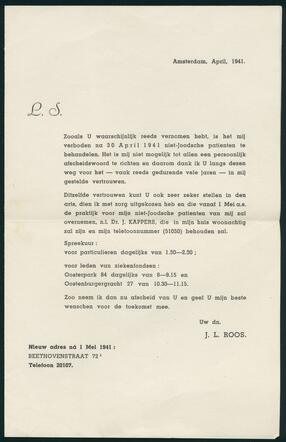 Amsterdam, April, 1941.
L. S.
Zooals U waarschijnlijk reeds vernomen hebt, is het mij
verboden na 30 April 1941 niet-Joodsche patienten te
behandelen. Het is mij niet mogelijk tot allen een persoonlijk
afscheidswoord te richten en daarom dank ik U langs dezen
weg voor het — vaak reeds gedurende vele jaren — in mij
gestelde vertrouwen.
Ditzelfde vertrouwen kunt U ook zeer zeker stellen in den
arts, dien ik met zorg uitgekozen heb en die vanaf 1 Mei a.s.
de praktijk voor mijn niet-Joodsche patienten van mij zal
overnemen, n.l. Dr. J. KAPPERS, die in mijn huis woonachtig
zal zijn en mijn telefoonnummer (51050) behouden zal.
Spreekuur :
voor particulieren dagelijks van 1.30—2.30 ;
voor leden van ziekenfondsen :
Oosterpark 84 dagelijks van 8—9.15 en
Oostenburgergracht 27 van 10.30—11.15.
Zoo neem ik dan nu afscheid van U en geef U mijn beste
wenschen voor de toekomst mee.
Uw dn.
J. L. ROOS.
Nieuw adres ná 1 Mei 1941 :
BEETHOVENSTRAAT 72¹
Telefoon 20107.